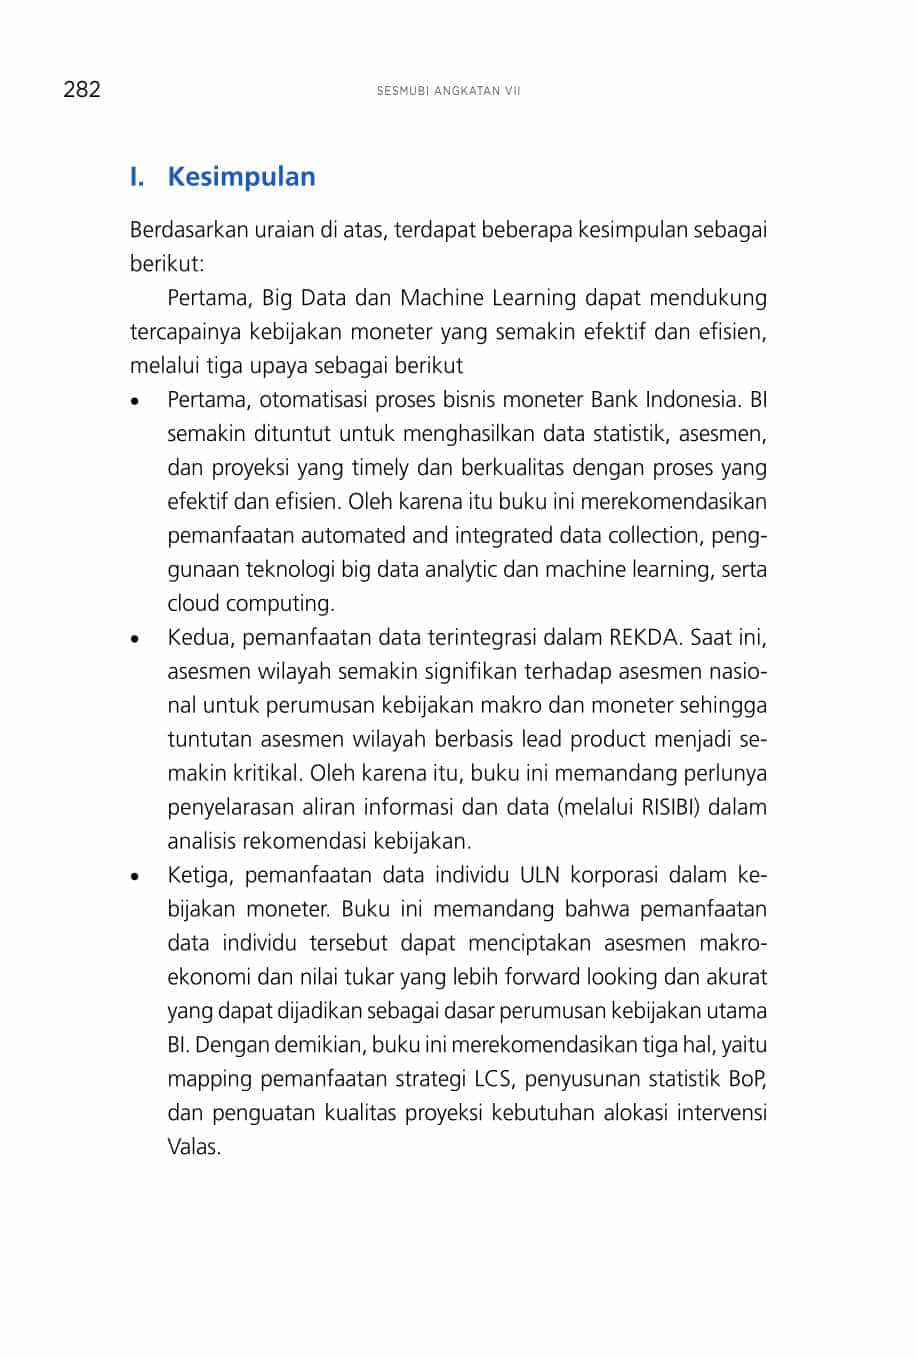 282
SESMUBI ANGKATAN VII
I. Kesimpulan
Berdasarkan uraian di atas, terdapat beberapa kesimpulan sebagai
berikut:
Pertama, Big Data dan Machine Learning dapat mendukung
tercapainya kebijakan moneter yang semakin efektif dan efisien,
melalui tiga upaya sebagai berikut
• Pertama, otomatisasi proses bisnis moneter Bank Indonesia. BI
semakin dituntut untuk menghasilkan data statistik, asesmen,
dan proyeksi yang timely dan berkualitas dengan proses yang
efektif dan efisien. Oleh karena itu buku ini merekomendasikan
pemanfaatan automated and integrated data collection, peng-
gunaan teknologi big data analytic dan machine learning, serta
cloud computing.
• Kedua, pemanfaatan data terintegrasi dalam REKDA. Saat ini,
asesmen wilayah semakin signifikan terhadap asesmen nasio-
nal untuk perumusan kebijakan makro dan moneter sehingga
tuntutan asesmen wilayah berbasis lead product menjadi se-
makin kritikal. Oleh karena itu, buku ini memandang perlunya
penyelarasan aliran informasi dan data (melalui RISIBI) dalam
analisis rekomendasi kebijakan.
• Ketiga, pemanfaatan data individu ULN korporasi dalam ke-
bijakan moneter. Buku ini memandang bahwa pemanfaatan
data individu tersebut dapat menciptakan asesmen makro-
ekonomi dan nilai tukar yang lebih forward looking dan akurat
yang dapat dijadikan sebagai dasar perumusan kebijakan utama
BI. Dengan demikian, buku ini merekomendasikan tiga hal, yaitu
mapping pemanfaatan strategi LCS, penyusunan statistik BoP,
dan penguatan kualitas proyeksi kebutuhan alokasi intervensi
Valas.